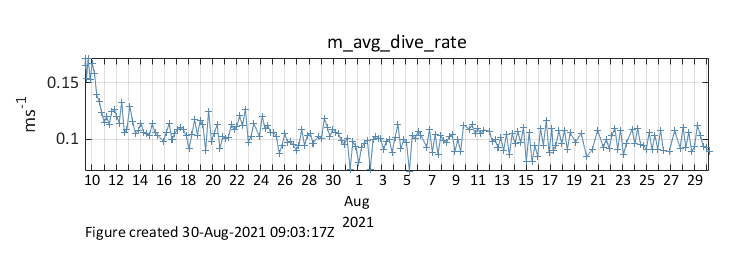 m_avg_dive_rate
0.15
0.1
ms-1
10 12 14 16 18 20 22 24 26 28 30 1 3 5 7 9 11 13 15 17 19 21 23 25 27 29
Aug
2021
Figure created 30-Aug-2021 09:03:17Z